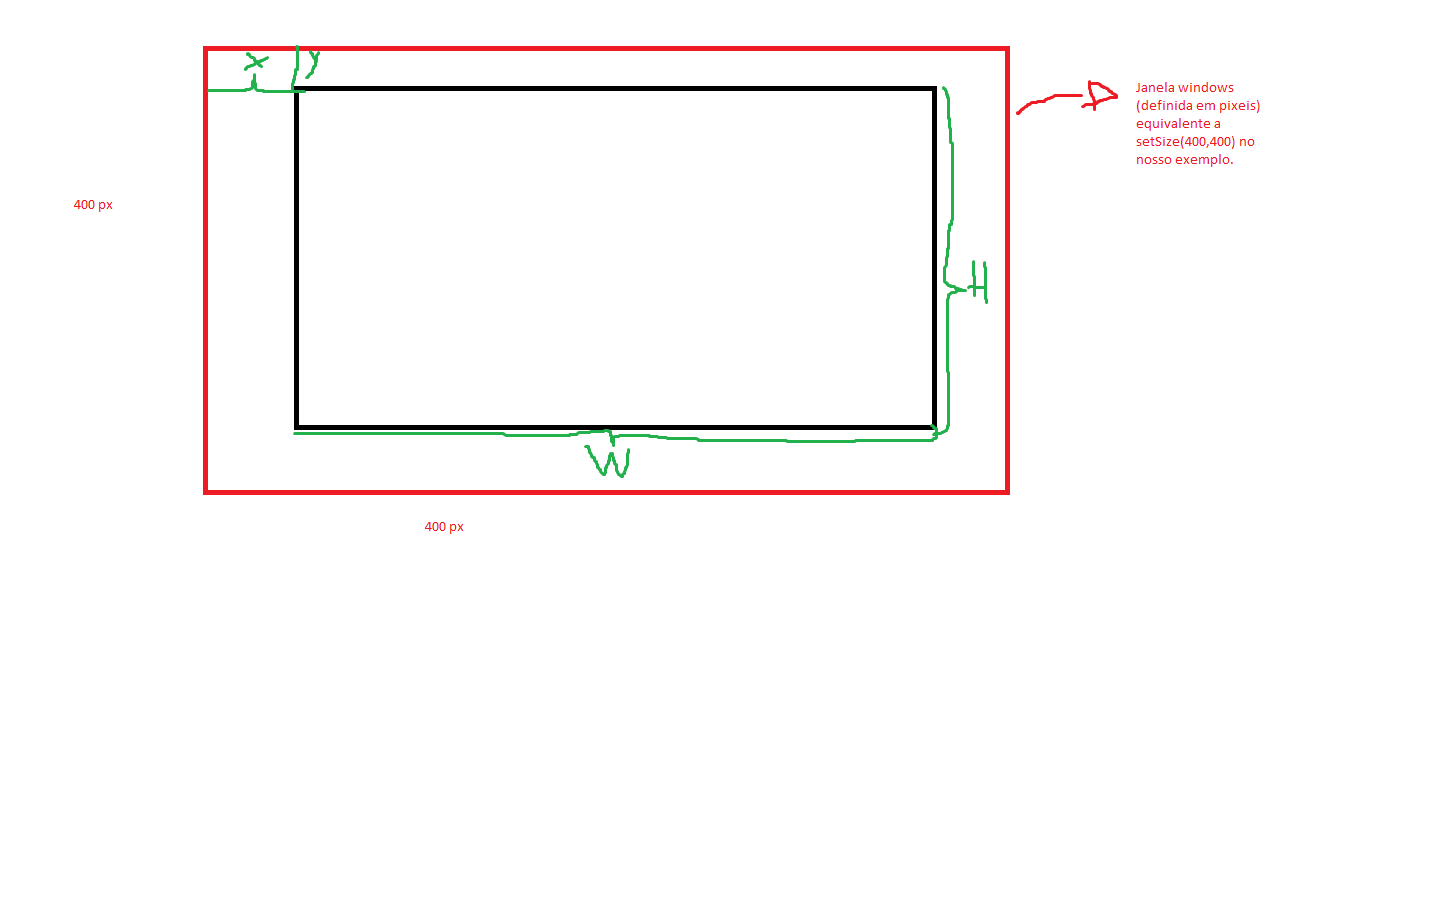 x y
Janela windows
(definida em pixeis)
equivalente a
setSize(400,400) no
nosso exemplo.
400 px
H
W
400 px